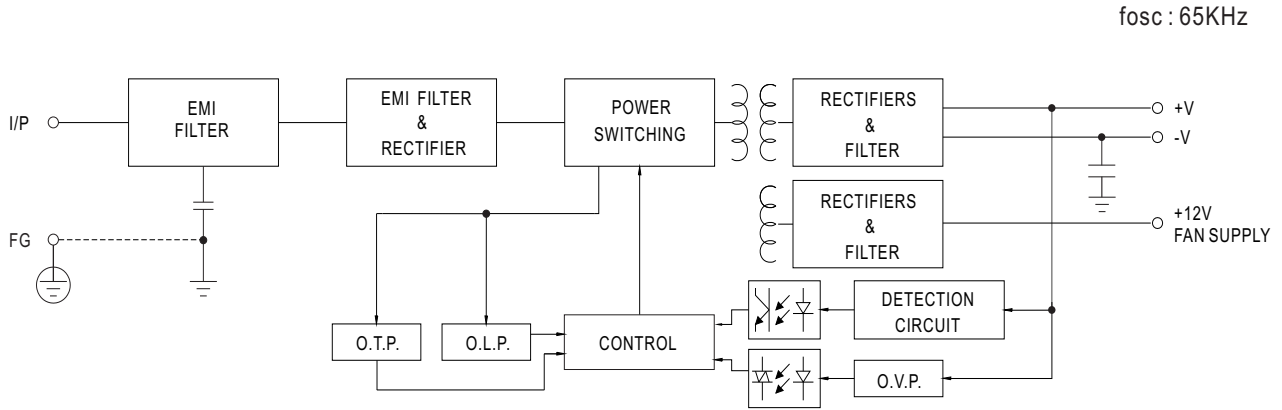 fosc : 65KHz
I/P
EMI
FILTER
EMI FILTER
&
RECTIFIER
POWER
SWITCHING
RECTIFIERS
&
FILTER
+V
-V
RECTIFIERS
&
FILTER
+12V
FAN SUPPLY
FG
DETECTION
CIRCUIT
O.T.P.
O.L.P.
CONTROL
O.V.P.